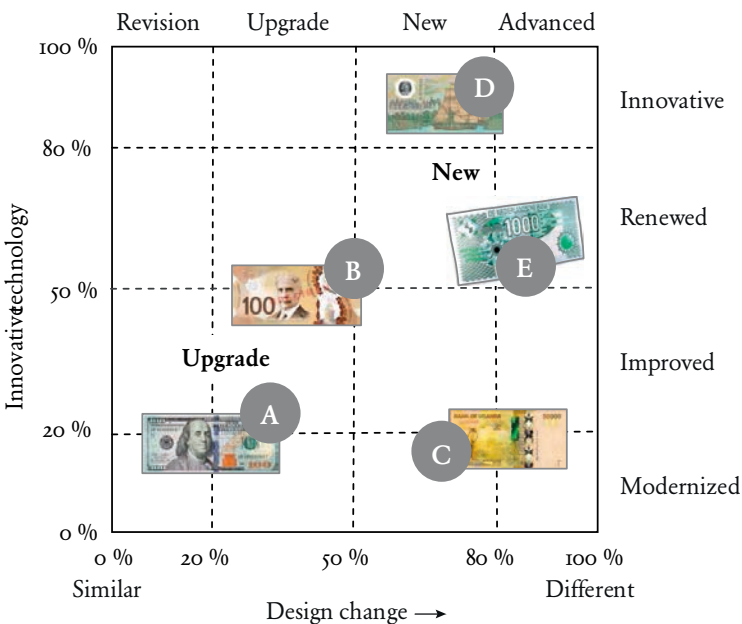 Revision Upgrade New Advanced
100 %
D
Innovative
80 %
New
Renewed
1000
E
B
50 %
100
Innovative technology
Upgrade
Improved
A
20 %
C
Modernized
0 %
0 % 20 % 50 % 80 % 100 %
Similar Different
Design change